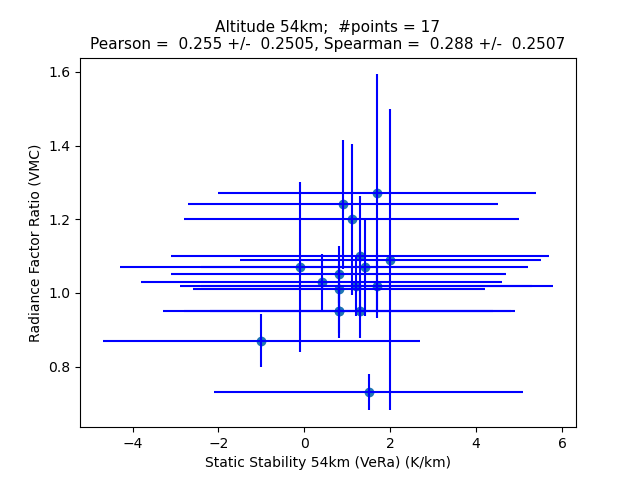 Altitude 54km;  #points = 17
Pearson =  0.255 +/-  0.2505, Spearman =  0.288 +/-  0.2507
1.6
1.4
1.2
1.0
0.8
Radiance Factor Ratio (VMC)
−4
−2
0
2
4
6
Static Stability 54km (VeRa) (K/km)